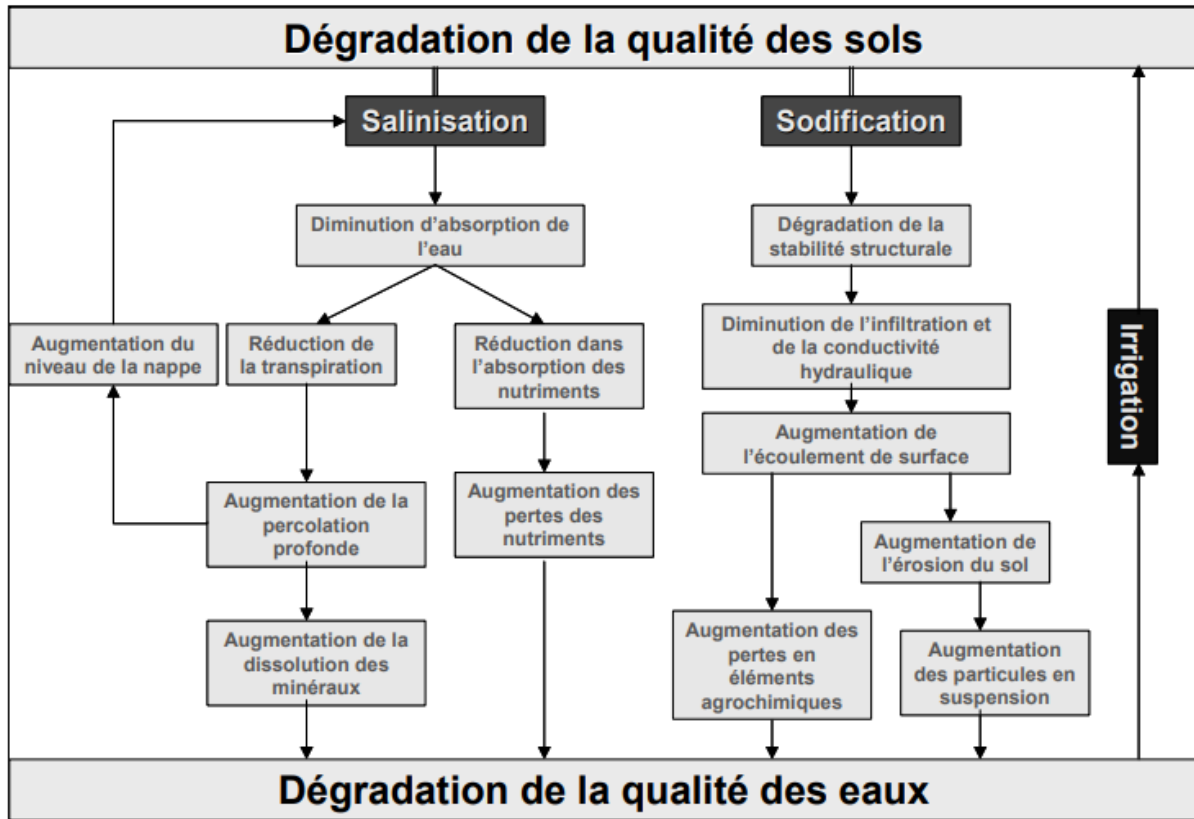 Dégradation de la qualité des sols
Salinisation
Sodification
Diminution d'absorption de
l'eau
Dégradation de la
stabilité structurale
Augmentation du
niveau de la nappe
Réduction de
la transpiration
Réduction dans
l'absorption des
nutriments
Diminution de l'infiltration et
de la conductivité
hydraulique
Irrigation
Augmentation de
l'écoulement de surface
Augmentation de la
percolation
profonde
Augmentation des
pertes des
nutriments
Augmentation de
l'érosion du sol
Augmentation de la
dissolution des
minéraux
Augmentation des
pertes en
éléments
agrochimiques
Augmentation
des particules en
suspension
Dégradation de la qualité des eaux